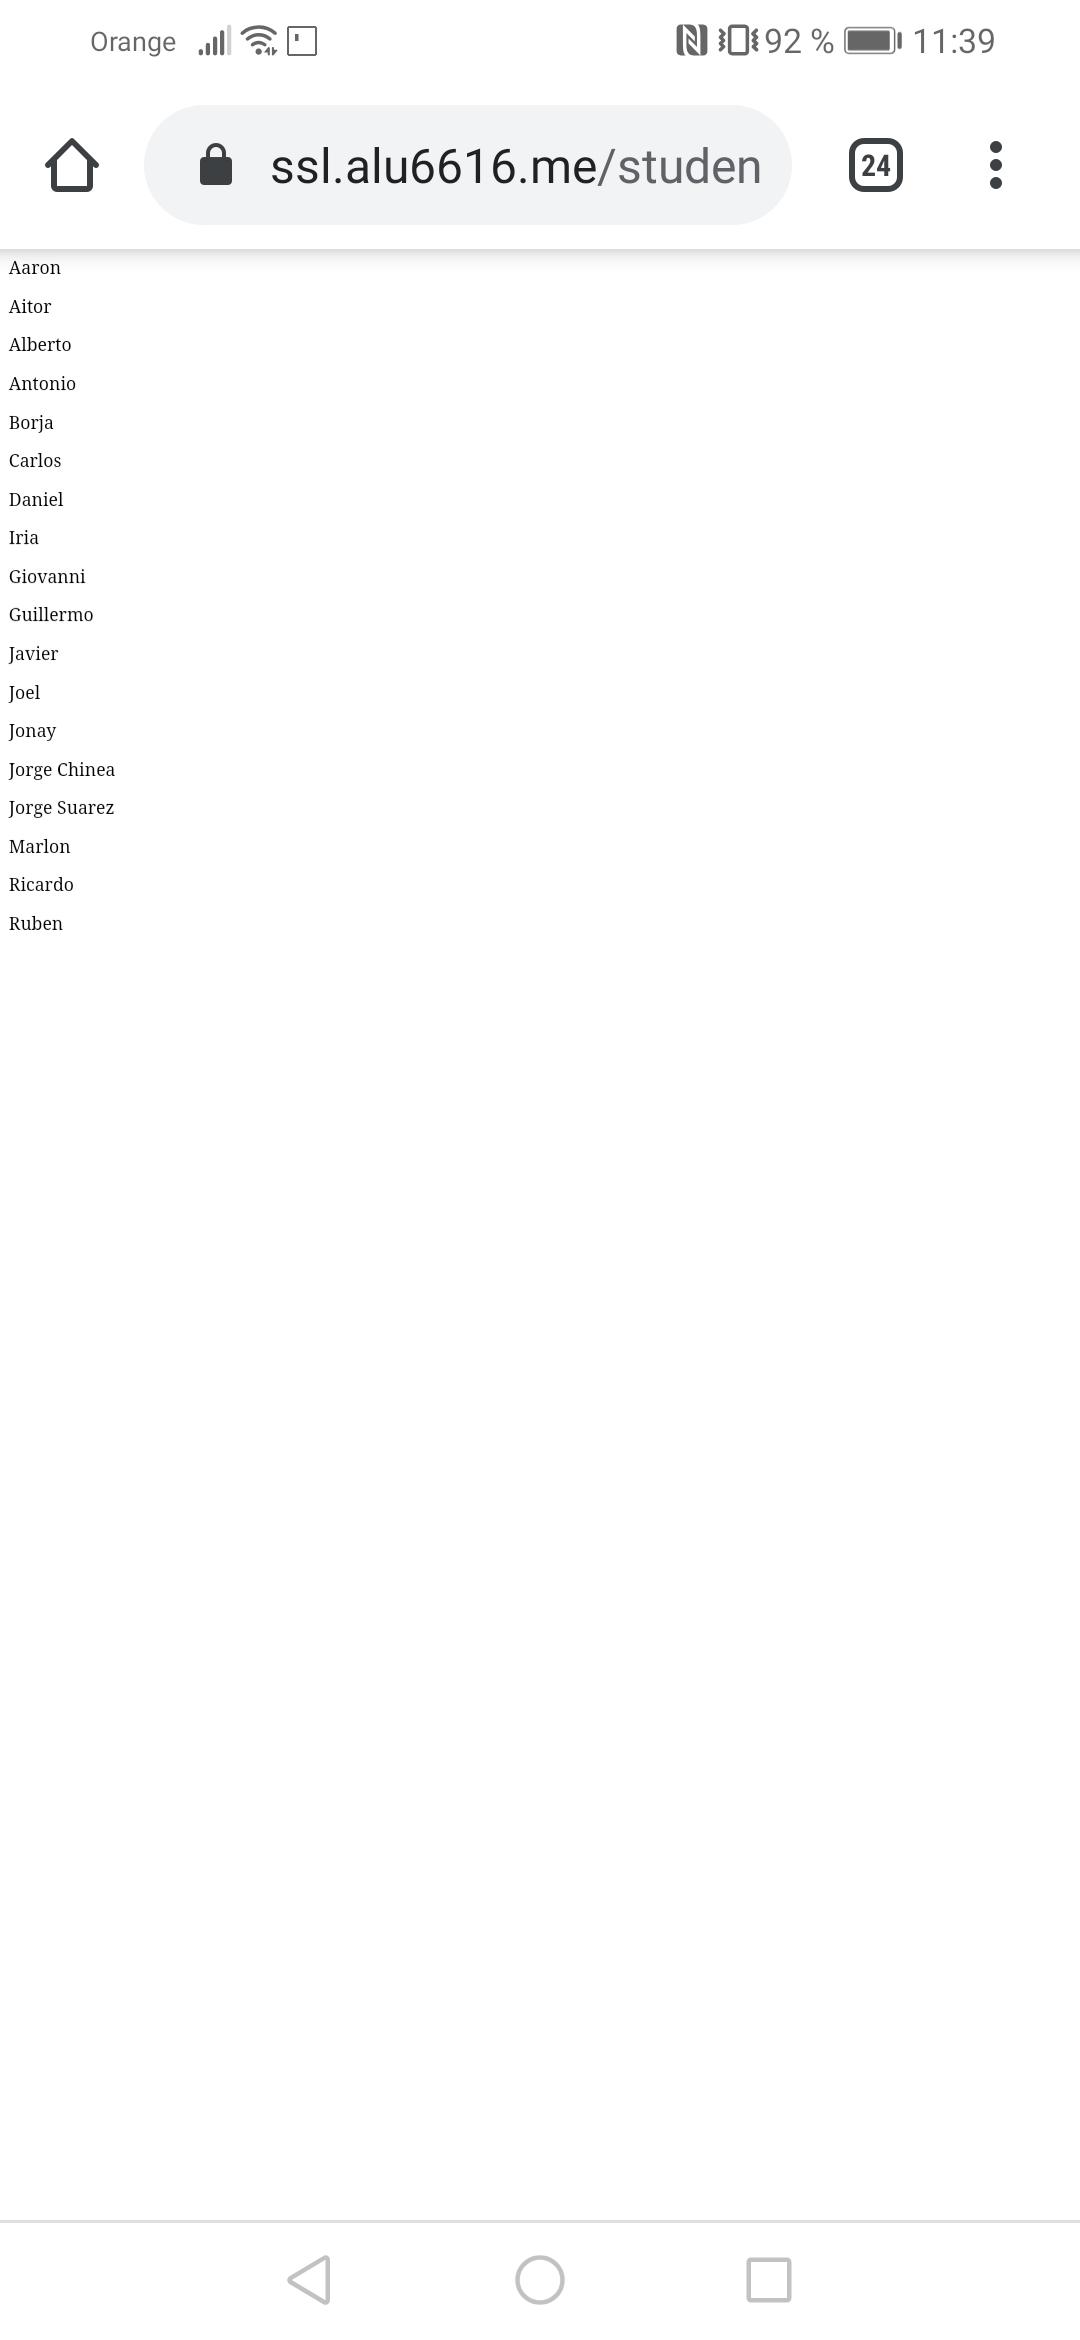 Orange 92 % 11:39
ssl.alu6616.me/studen 24
Aaron
Aitor
Alberto
Antonio
Borja
Carlos
Daniel
Iria
Giovanni
Guillermo
Javier
Joel
Jonay
Jorge Chinea
Jorge Suarez
Marlon
Ricardo
Ruben